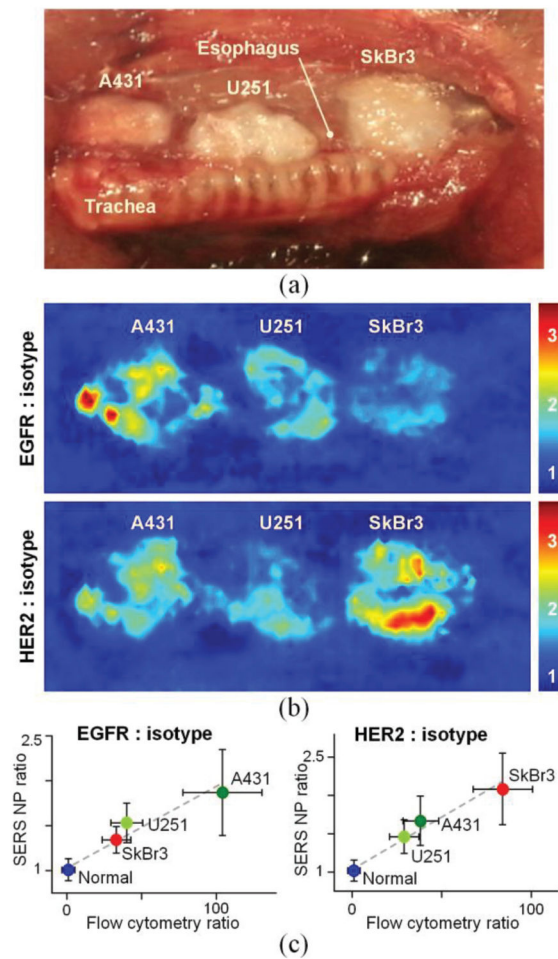 Esophagus
SkBr3
A431
U251
Trachea
(a)
A431 U251 SkBr3
EGFR : isotype
3
2
1
A431 U251 SkBr3
HER2 : isotype
3
2
1
(b)
EGFR : isotype
2.5
SERS NP ratio
A431
U251
SkBr3
1
Normal
0 100
Flow cytometry ratio
HER2 : isotype
2.5
SERS NP ratio
SkBr3
A431
U251
1
Normal
0 100
Flow cytometry ratio
(c)